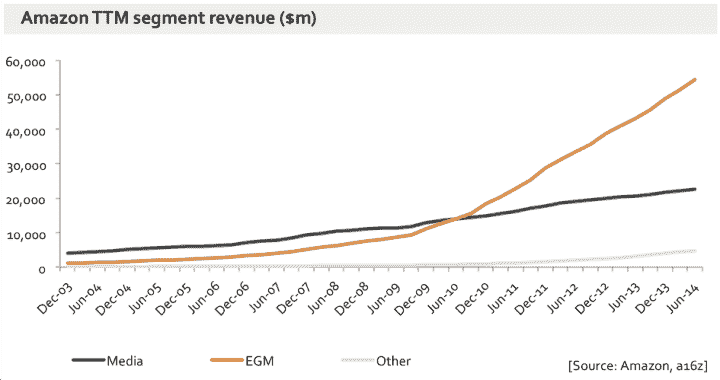 Amazon TTM segment revenue ($m)
60,000
50,000
40,000
30,000
20,000
10,000
0
Dec-03
Jun-04
Dec-04
Jun-05
Dec-05
Jun-06
Dec-06
Jun-07
Dec-07
Jun-08
Dec-08
Jun-09
Dec-09
Jun-10
Dec-10
Jun-11
Dec-11
Jun-12
Dec-12
Jun-13
Dec-13
Jun-14
Media EGM Other
[Source: Amazon, a16z]